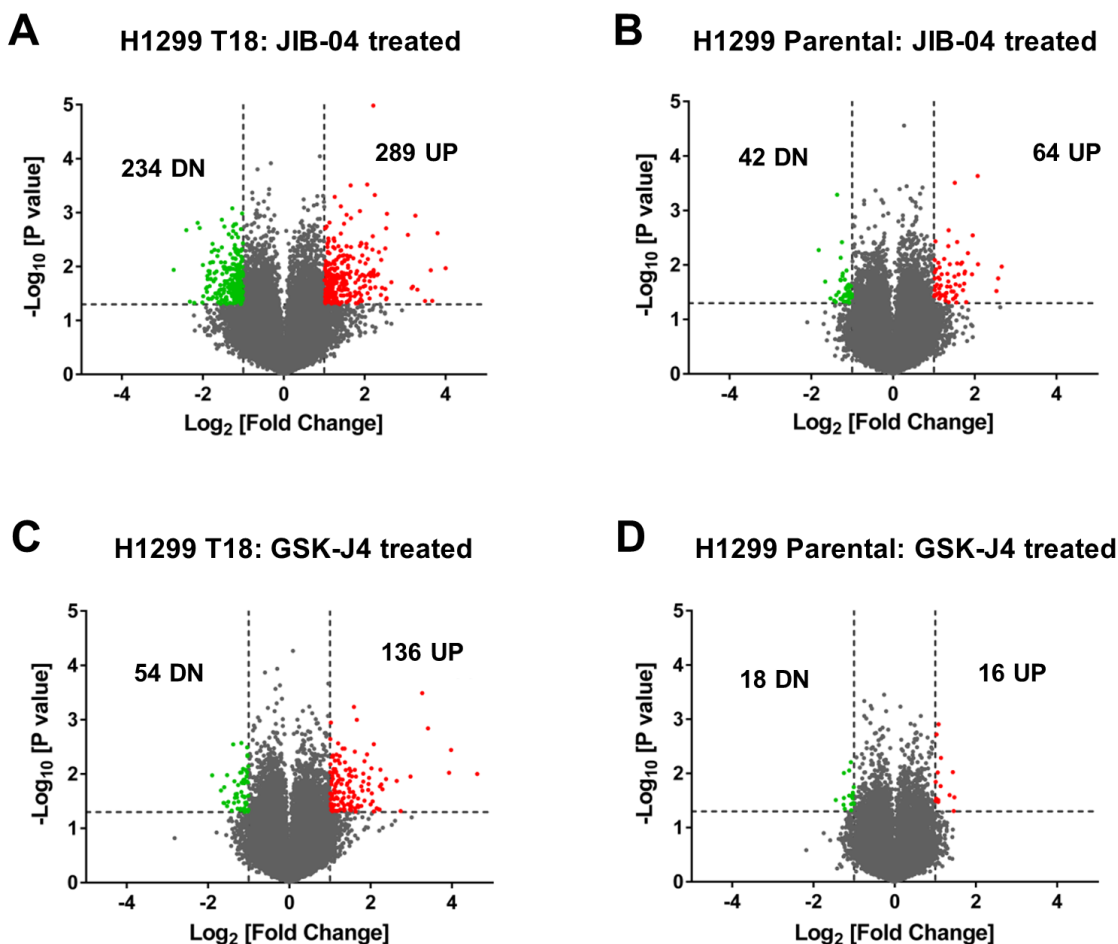 A
H1299 T18: JIB-04 treated
5
4
3
2
1
0
-Log10 [P value]
234 DN
289 UP
-4 -2 0 2 4
Log2 [Fold Change]
B
H1299 Parental: JIB-04 treated
5
4
3
2
1
0
-Log10 [P value]
42 DN
64 UP
-4 -2 0 2 4
Log2 [Fold Change]
C
H1299 T18: GSK-J4 treated
5
4
3
2
1
0
-Log10 [P value]
54 DN
136 UP
-4 -2 0 2 4
Log2 [Fold Change]
D
H1299 Parental: GSK-J4 treated
5
4
3
2
1
0
-Log10 [P value]
18 DN
16 UP
-4 -2 0 2 4
Log2 [Fold Change]